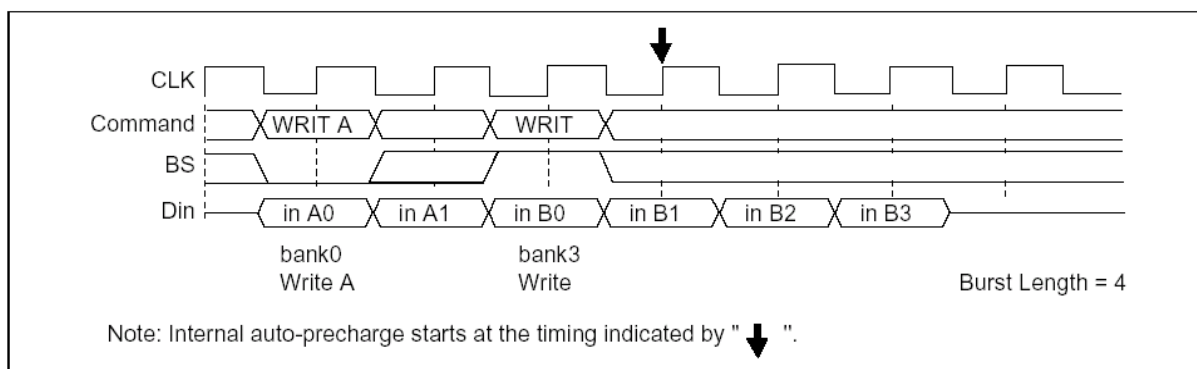 CLK
Command WRIT A WRIT
BS
Din in A0 in A1 in B0 in B1 in B2 in B3
bank0 bank3
Write A Write Burst Length = 4
Note: Internal auto-precharge starts at the timing indicated by " ".